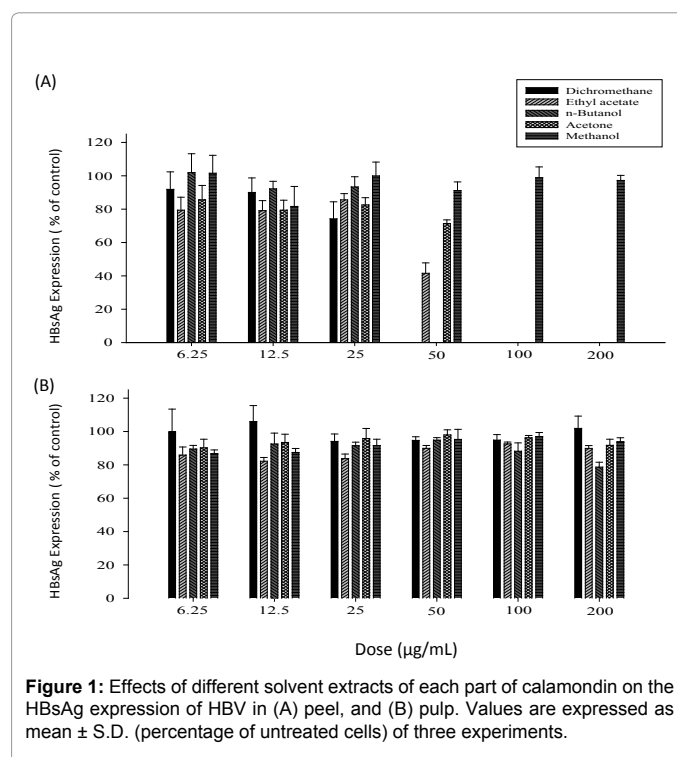 (A)
Dichromethane
Ethyl acetate
n-Butanol
Acetone
Methanol
HBsAg Expression ( % of control)
120
100
80
60
40
20
0
6.25 12.5 25 50 100 200
(B)
HBsAg Expression (% of control)
120
100
80
60
40
20
0
6.25 12.5 25 50 100 200
Dose (µg/mL)
Figure 1: Effects of different solvent extracts of each part of calamondin on the
HBsAg expression of HBV in (A) peel, and (B) pulp. Values are expressed as
mean ± S.D. (percentage of untreated cells) of three experiments.